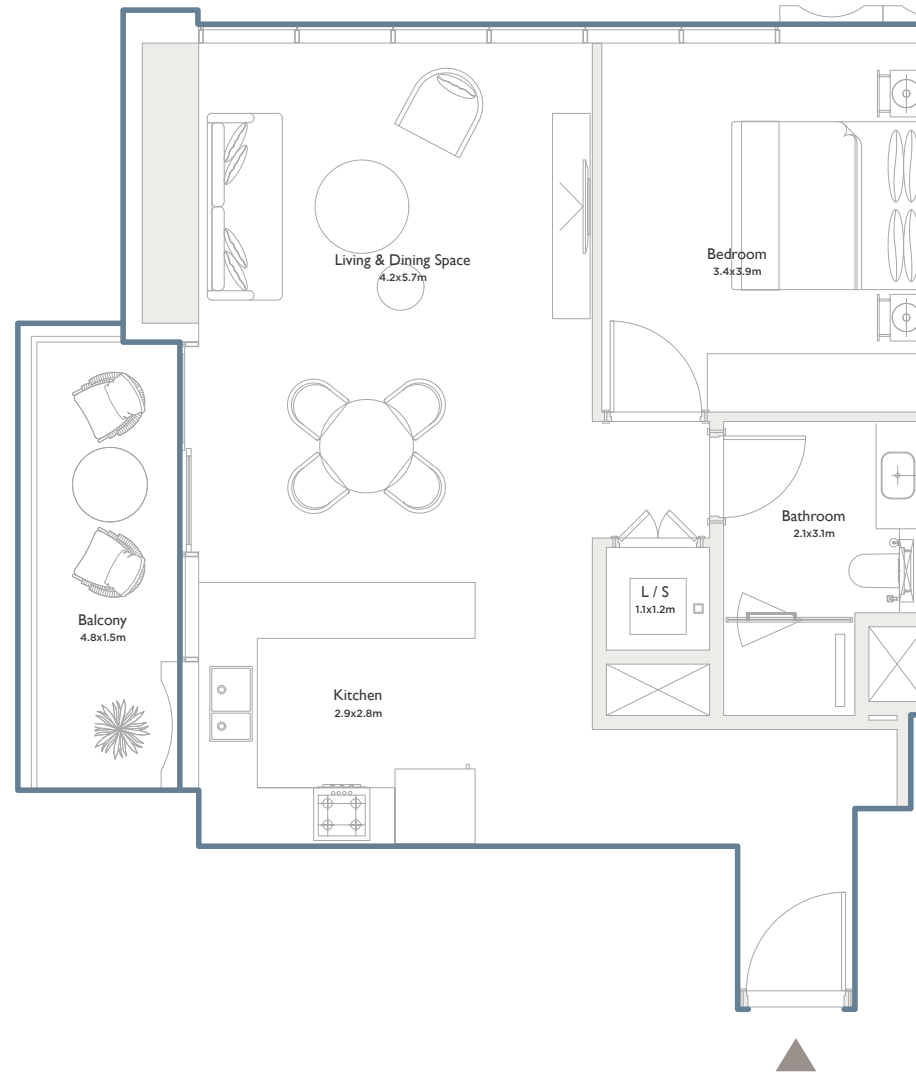 Living & Dining Space
4.2x5.7m
Bedroom
3.4x3.9m
Bathroom
2.1x3.1m
L / S
1.1x1.2m
Balcony
4.8x1.5m
Kitchen
2.9x2.8m